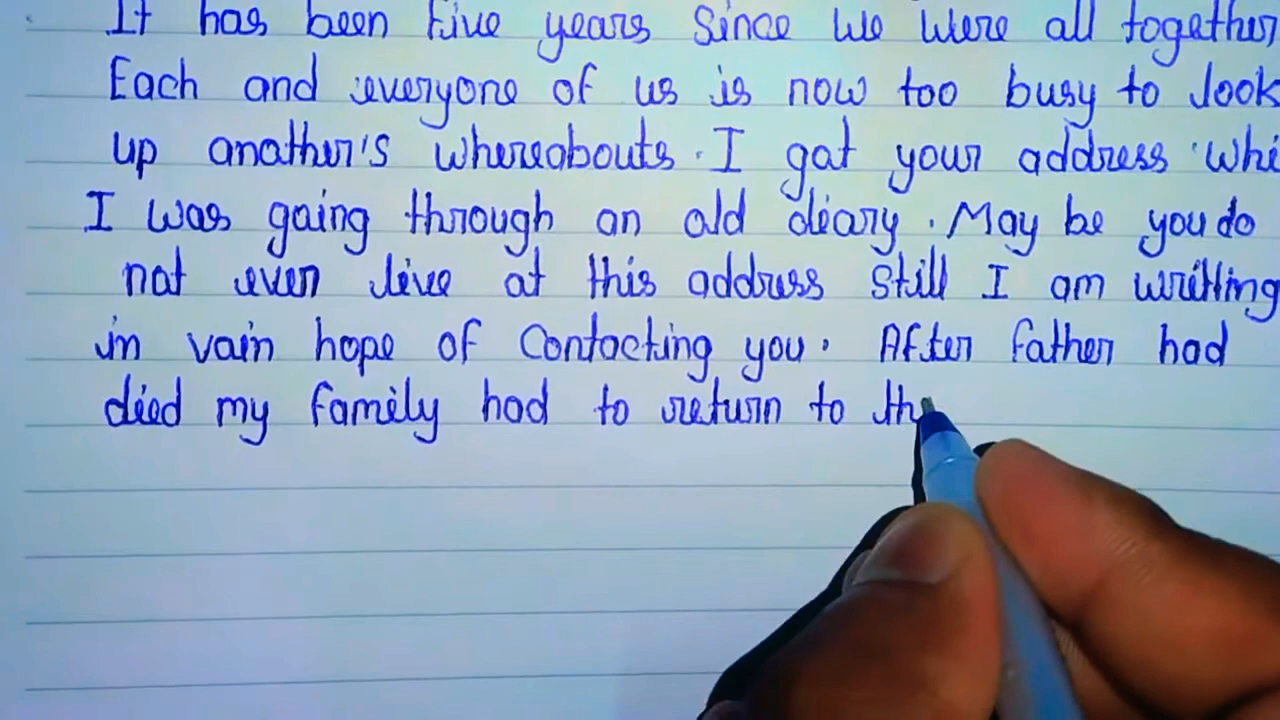 It has been five years since we were all together
Each and everyone of us is now too busy to look
up another's whereabouts. I got your address whi
I was going through an old diary. May be you do
not even live at this address still I am writting
in vain hope of contacting you. After father had
died my family had to return to th